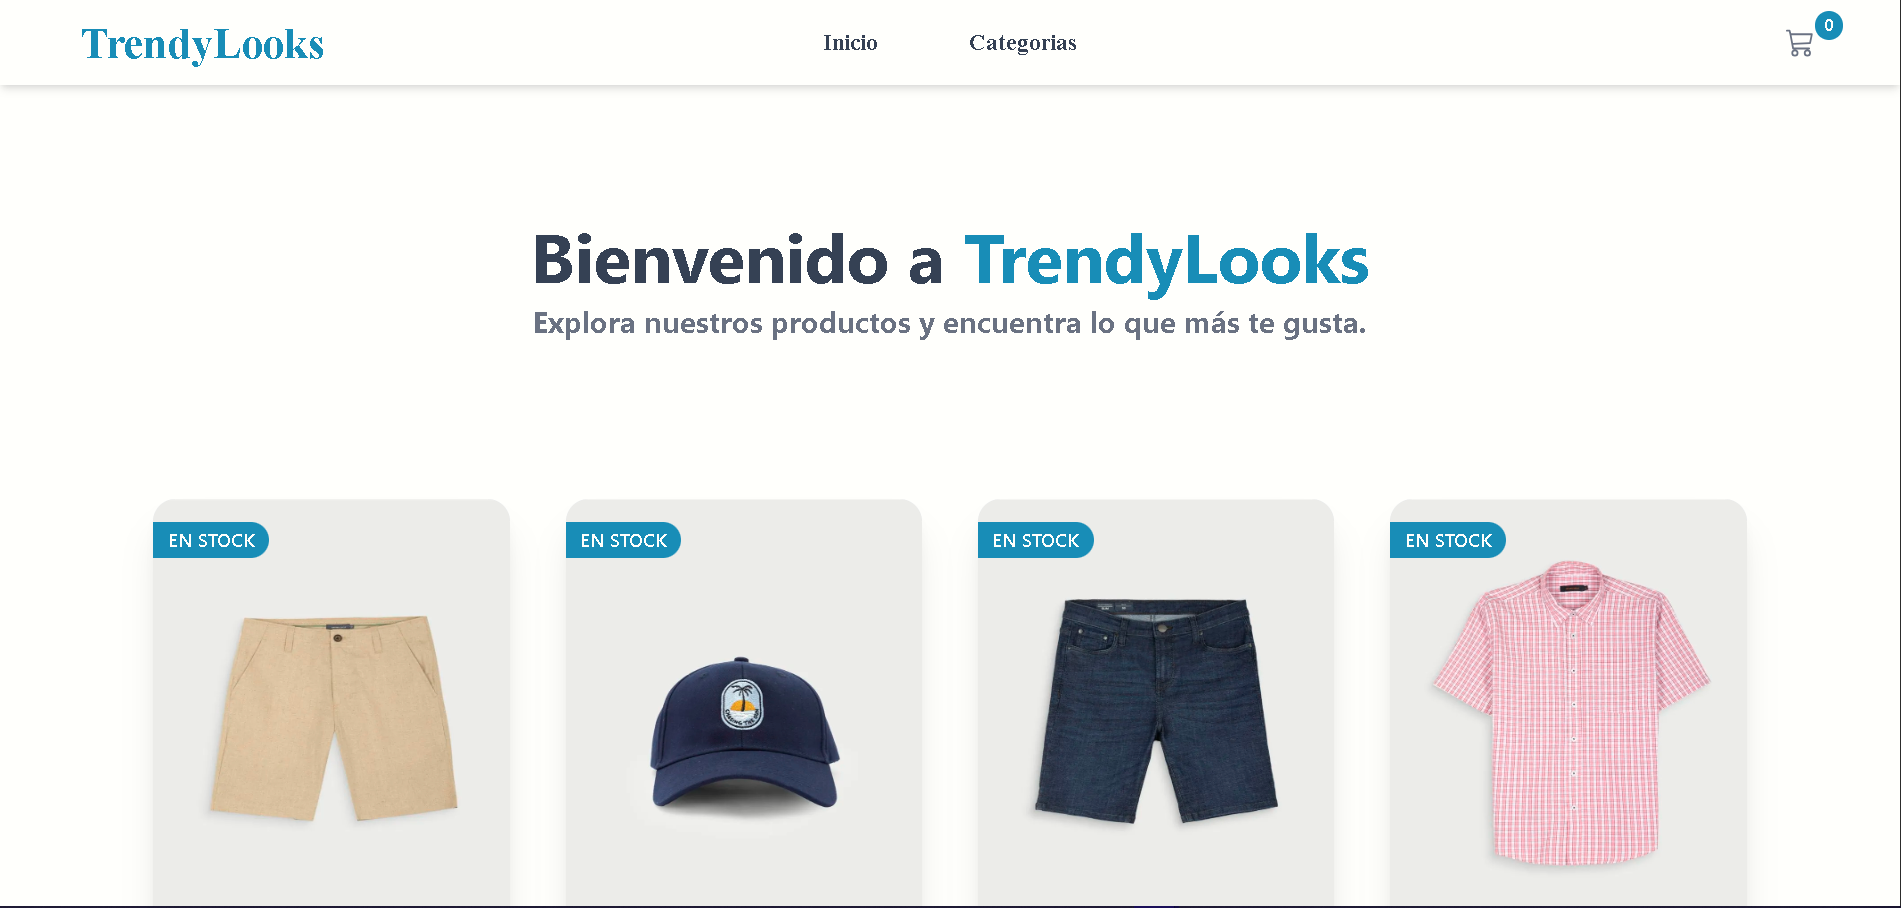 TrendyLooks
Inicio
Categorias
0
Bienvenido a TrendyLooks
Explora nuestros productos y encuentra lo que más te gusta.
EN STOCK
EN STOCK
EN STOCK
EN STOCK